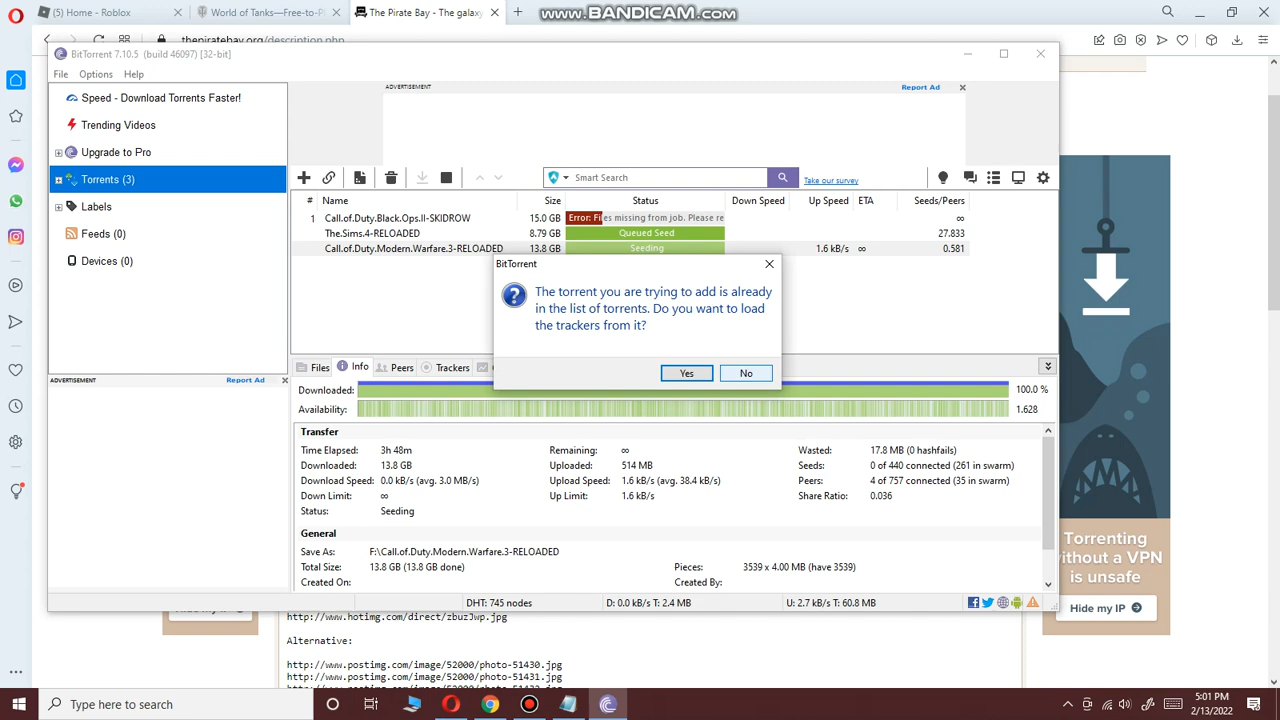 (5) Home - Roblox
World of Tanks—Free-to-P
The Pirate Bay - The galaxy
WWW.BANDICAM.COM
thepiratebay.org/description.php
BitTorrent 7.10.5 (build 46097) [32-bit]
File Options Help
Speed - Download Torrents Faster!
Trending Videos
Upgrade to Pro
Torrents (3)
Labels
Feeds (0)
Devices (0)
ADVERTISEMENT Report Ad
ADVERTISEMENT Report Ad
Smart Search
Take our survey
# Name Size Status Down Speed Up Speed ETA Seeds/Peers
1 Call.of.Duty.Black.Ops.II-SKIDROW 15.0 GB Error: Files missing from job. Please re ∞
The.Sims.4-RELOADED 8.79 GB Queued Seed 27.833
Call.of.Duty.Modern.Warfare.3-RELOADED 13.8 GB Seeding 1.6 kB/s ∞ 0.581
BitTorrent
The torrent you are trying to add is already
in the list of torrents. Do you want to load
the trackers from it?
Yes No
Files Info Peers Trackers
Downloaded: 100.0 %
Availability: 1.628
Transfer
Time Elapsed: 3h 48m Remaining: ∞ Wasted: 17.8 MB (0 hashfails)
Downloaded: 13.8 GB Uploaded: 514 MB Seeds: 0 of 440 connected (261 in swarm)
Download Speed: 0.0 kB/s (avg. 3.0 MB/s) Upload Speed: 1.6 kB/s (avg. 38.4 kB/s) Peers: 4 of 757 connected (35 in swarm)
Down Limit: ∞ Up Limit: 1.6 kB/s Share Ratio: 0.036
Status: Seeding
General
Save As: F:\Call.of.Duty.Modern.Warfare.3-RELOADED
Total Size: 13.8 GB (13.8 GB done) Pieces: 3539 x 4.00 MB (have 3539)
Created On: Created By:
DHT: 745 nodes D: 0.0 kB/s T: 2.4 MB U: 2.7 kB/s T: 60.8 MB
Torrenting
without a VPN
is unsafe
Hide my IP
http://www.hotimg.com/direct/zbuzJwp.jpg
Alternative:
http://www.postimg.com/image/52000/photo-51430.jpg
http://www.postimg.com/image/52000/photo-51431.jpg
Type here to search
5:01 PM
2/13/2022